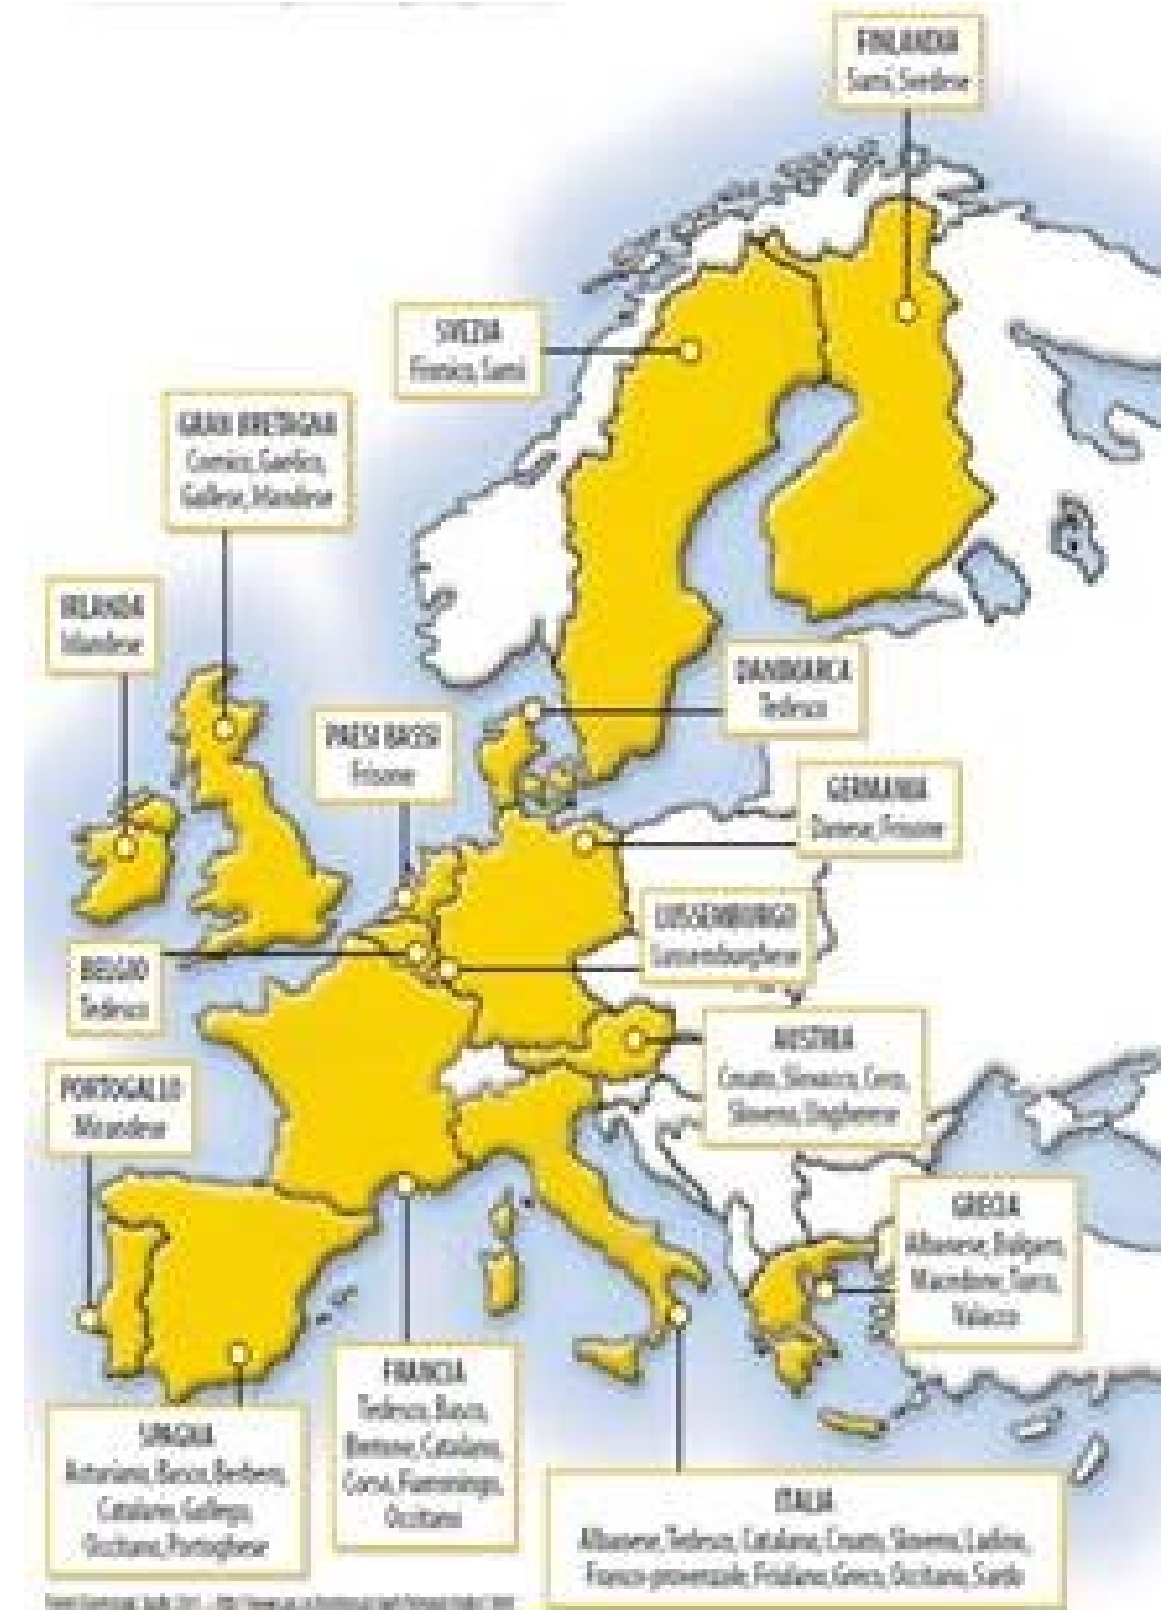 FINLANDIA
Sami, Svedese
SVEZIA
Finnico, Sami
GRAN BRETAGNA
Cornico, Gaelico,
Gallese, Irlandese
IRLANDA
Irlandese
DANIMARCA
Tedesco
PAESI BASSI
Frisone
GERMANIA
Danese, Frisone
LUSSEMBURGO
Lussemburghese
BELGIO
Tedesco
AUSTRIA
Croato, Slovacco, Ceco,
Sloveno, Ungherese
PORTOGALLO
Mirandese
GRECIA
Albanese, Bulgaro,
Macedone, Turco,
Valacco
FRANCIA
Tedesco, Basco,
Bretone, Catalano,
Corso, Fiammingo,
Occitano
SPAGNA
Asturiano, Basco, Berbero,
Catalano, Gallego,
Occitano, Portoghese
ITALIA
Albanese, Tedesco, Catalano, Croato, Sloveno, Ladino,
Franco-provenzale, Friulano, Greco, Occitano, Sardo